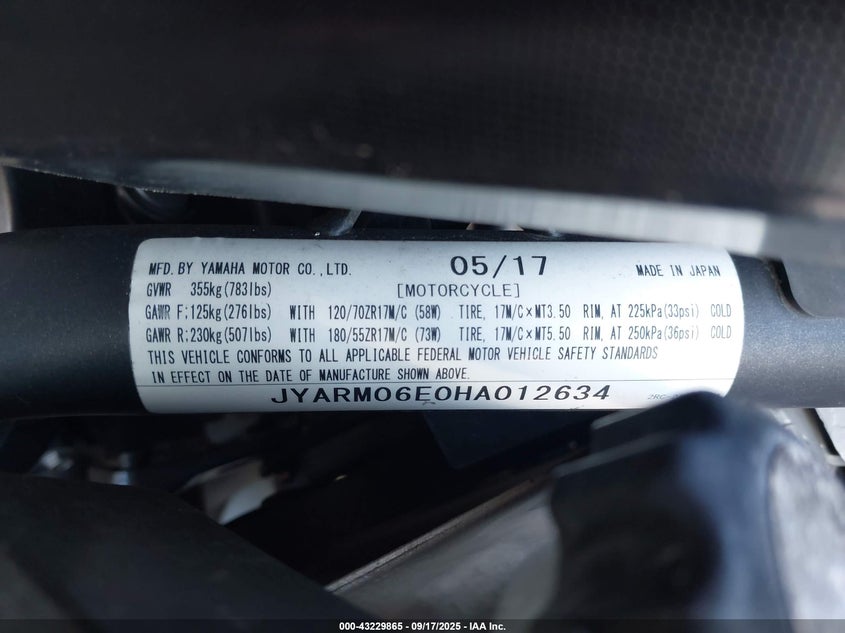 MFD. BY YAMAHA MOTOR CO.,LTD. 05/17 MADE IN JAPAN
GVWR 355kg(783lbs) [MOTORCYCLE]
GAWR F:125kg(276lbs) WITH 120/70ZR17M/C (58W) TIRE, 17M/C×MT3.50 RIM, AT 225kPa(33psi) COLD
GAWR R:230kg(507lbs) WITH 180/55ZR17M/C (73W) TIRE, 17M/C×MT5.50 RIM, AT 250kPa(36psi) COLD
THIS VEHICLE CONFORMS TO ALL APPLICABLE FEDERAL MOTOR VEHICLE SAFETY STANDARDS
IN EFFECT ON THE DATE OF MANUFACTURE SHOWN ABOVE.
JYARM06E0HA012634
000-43229865 - 09/17/2025 - IAA Inc.